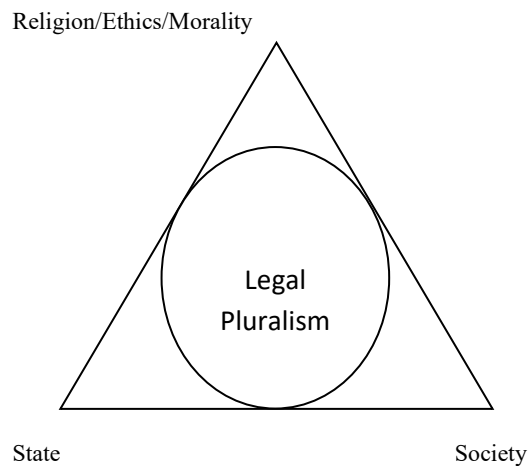 Religion/Ethics/Morality
Legal
Pluralism
State
Society